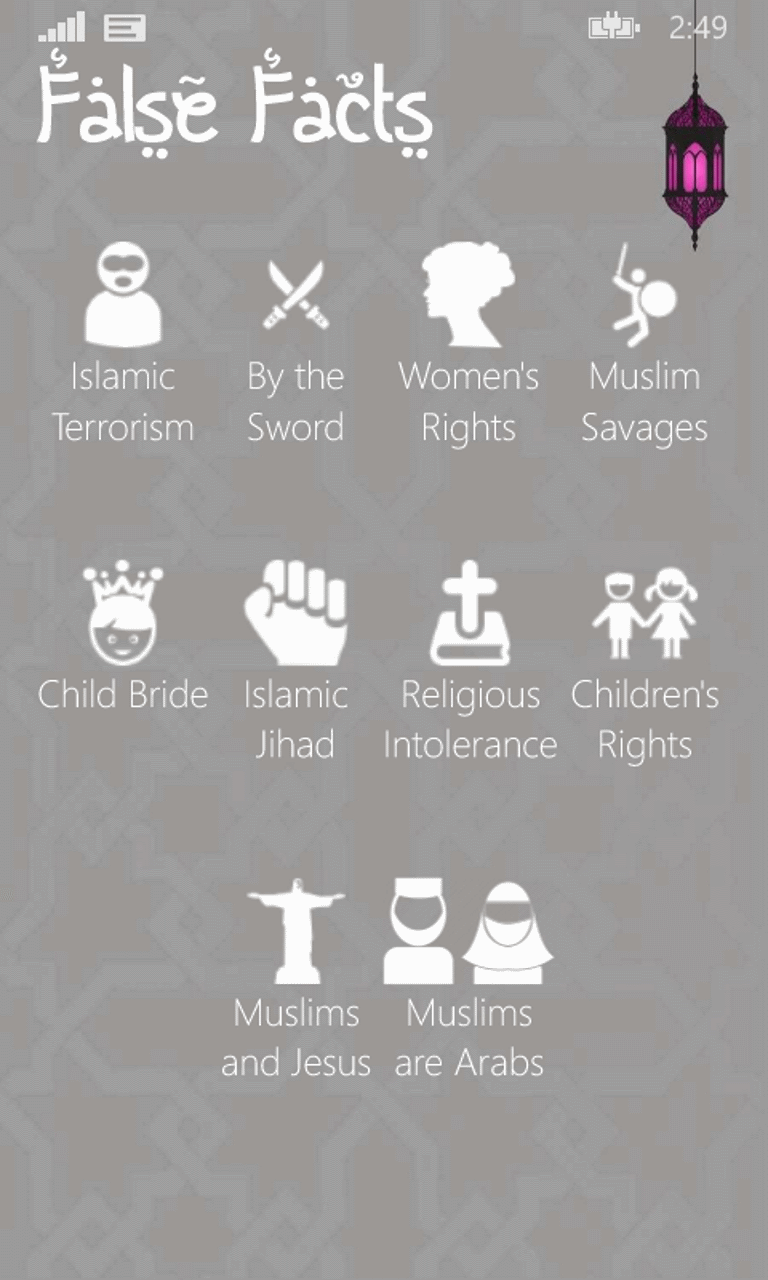 2:49
False Facts
Islamic
Terrorism
By the
Sword
Women's
Rights
Muslim
Savages
Child Bride
Islamic
Jihad
Religious
Intolerance
Children's
Rights
Muslims
and Jesus
Muslims
are Arabs